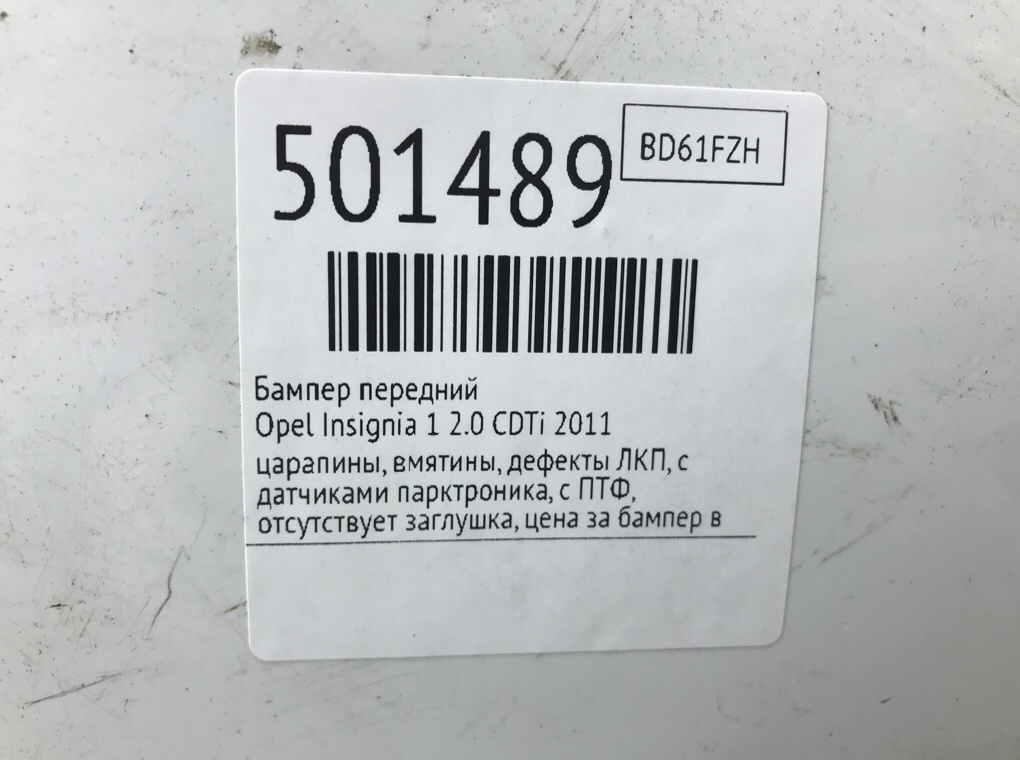 501489
BD61FZH
Бампер передний
Opel Insignia 1 2.0 CDTi 2011
царапины, вмятины, дефекты ЛКП, с
датчиками парктроника, с ПТФ,
отсутствует заглушка, цена за бампер в